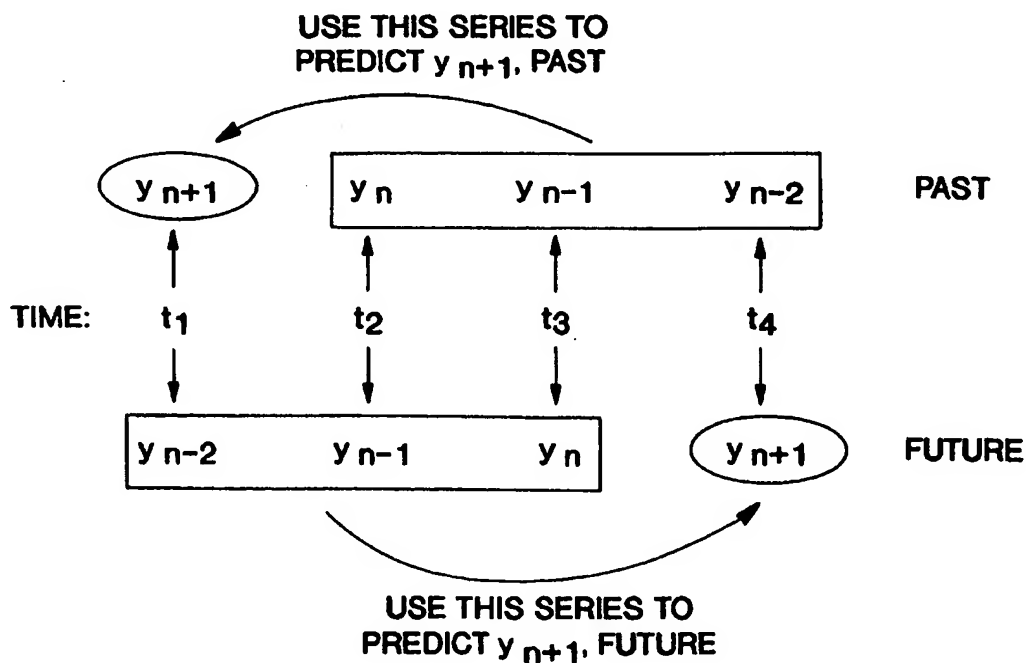 USE THIS SERIES TO
PREDICT y n+1, PAST
y n+1 y n y n-1 y n-2 PAST
TIME: t1 t2 t3 t4
y n-2 y n-1 y n y n+1 FUTURE
USE THIS SERIES TO
PREDICT y n+1, FUTURE